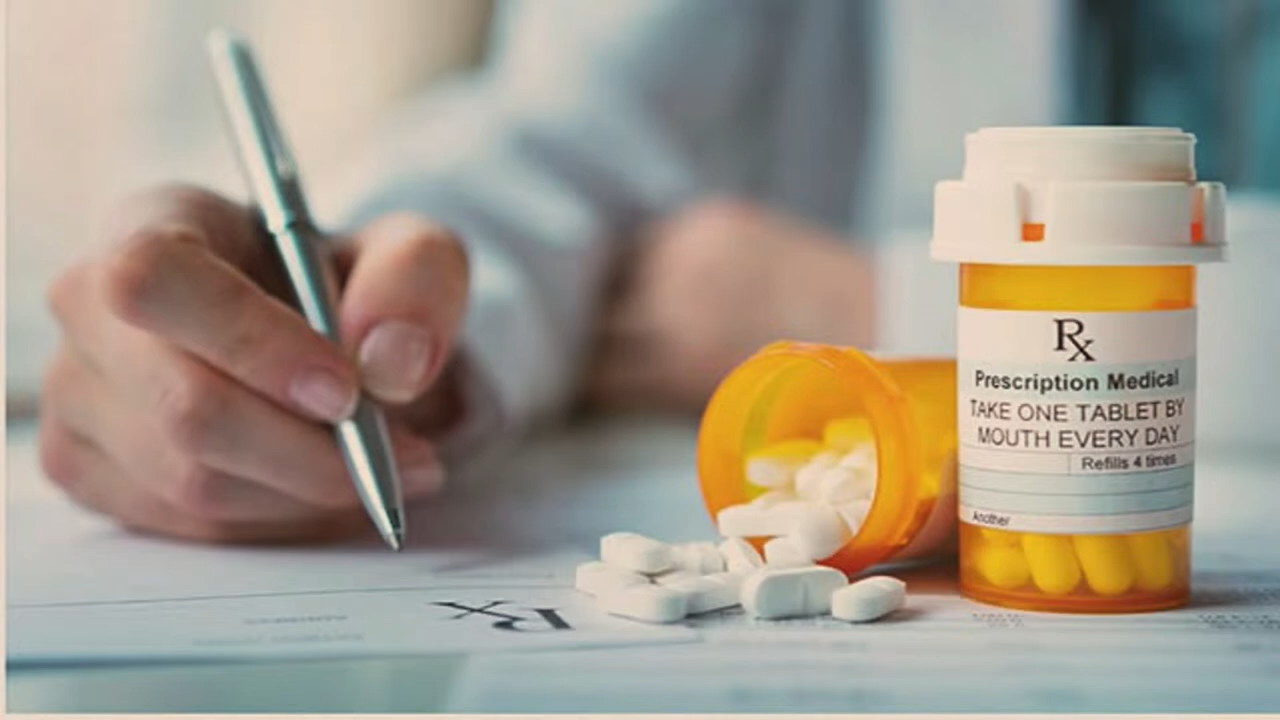 Rx
Prescription Medical
TAKE ONE TABLET BY
MOUTH EVERY DAY
Refills 4 times
Another
Rx